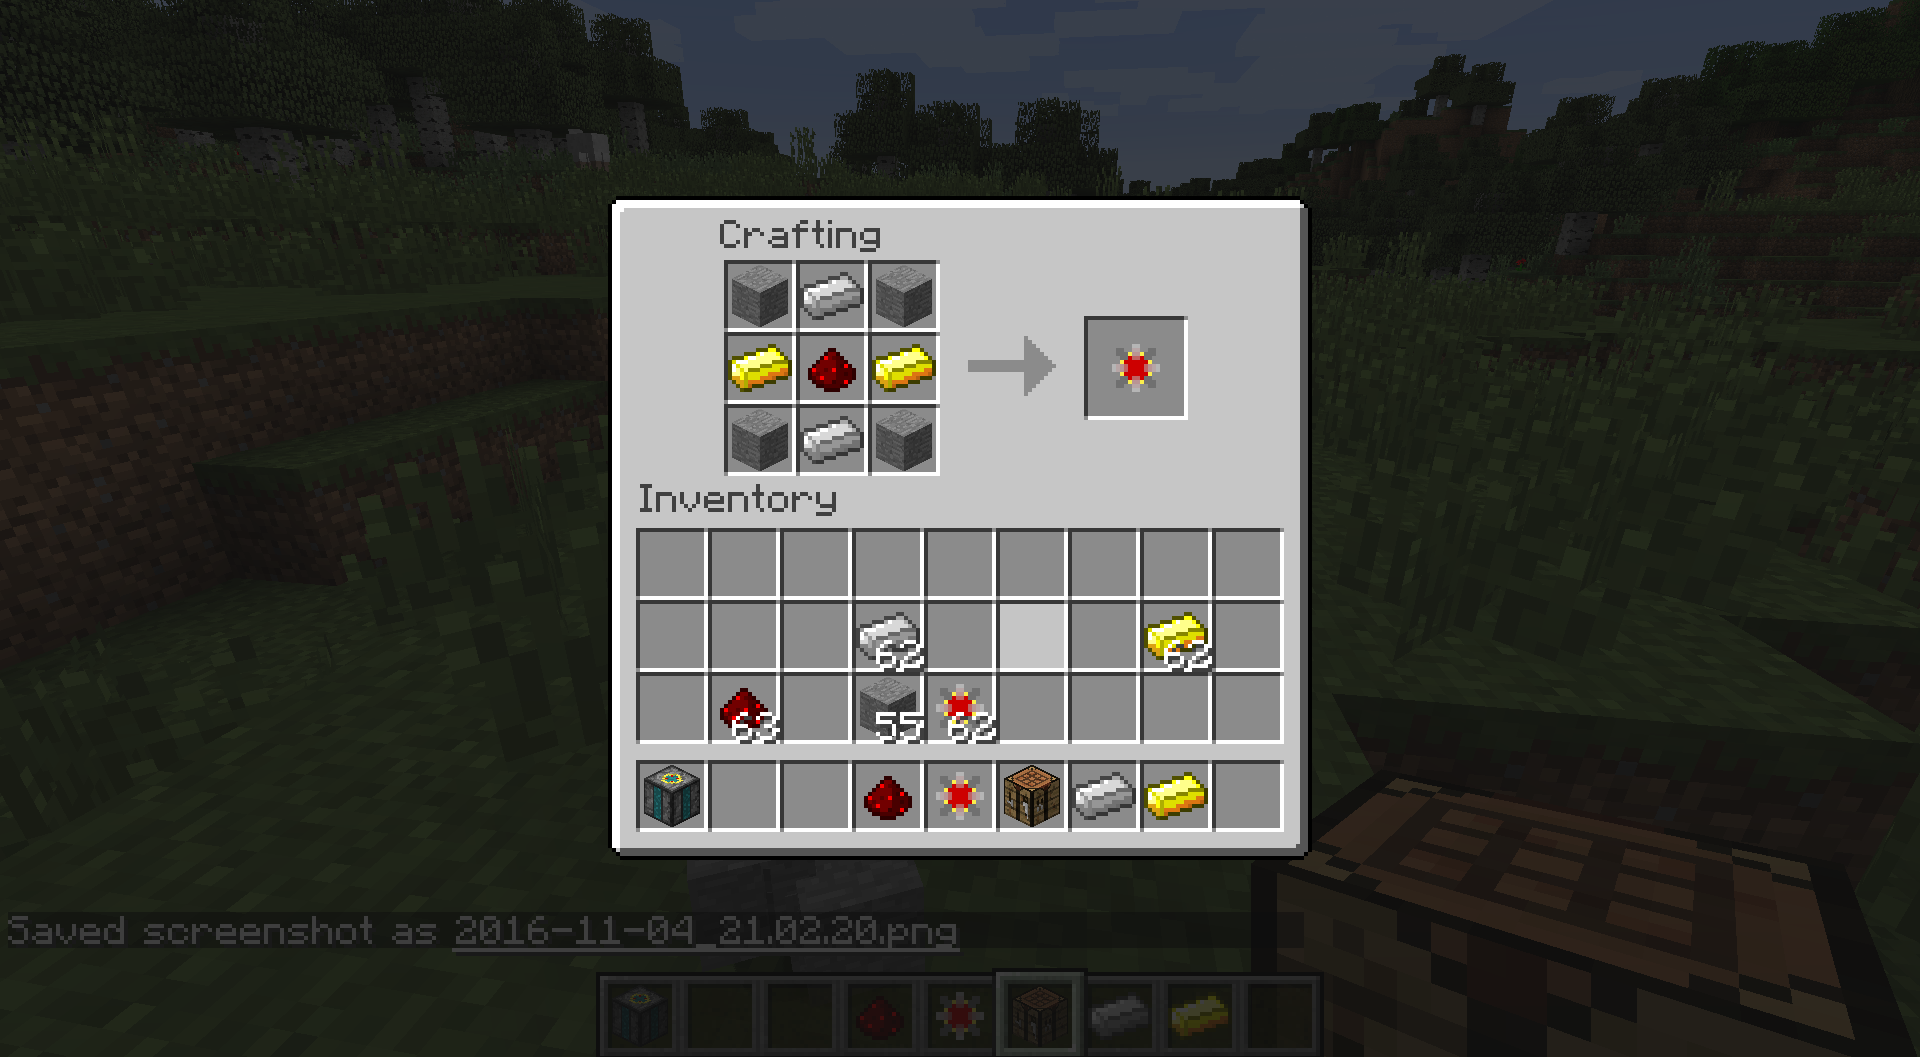 Crafting
Inventory
62
62
63
55
62
Saved screenshot as 2016-11-04_21.02.20.png